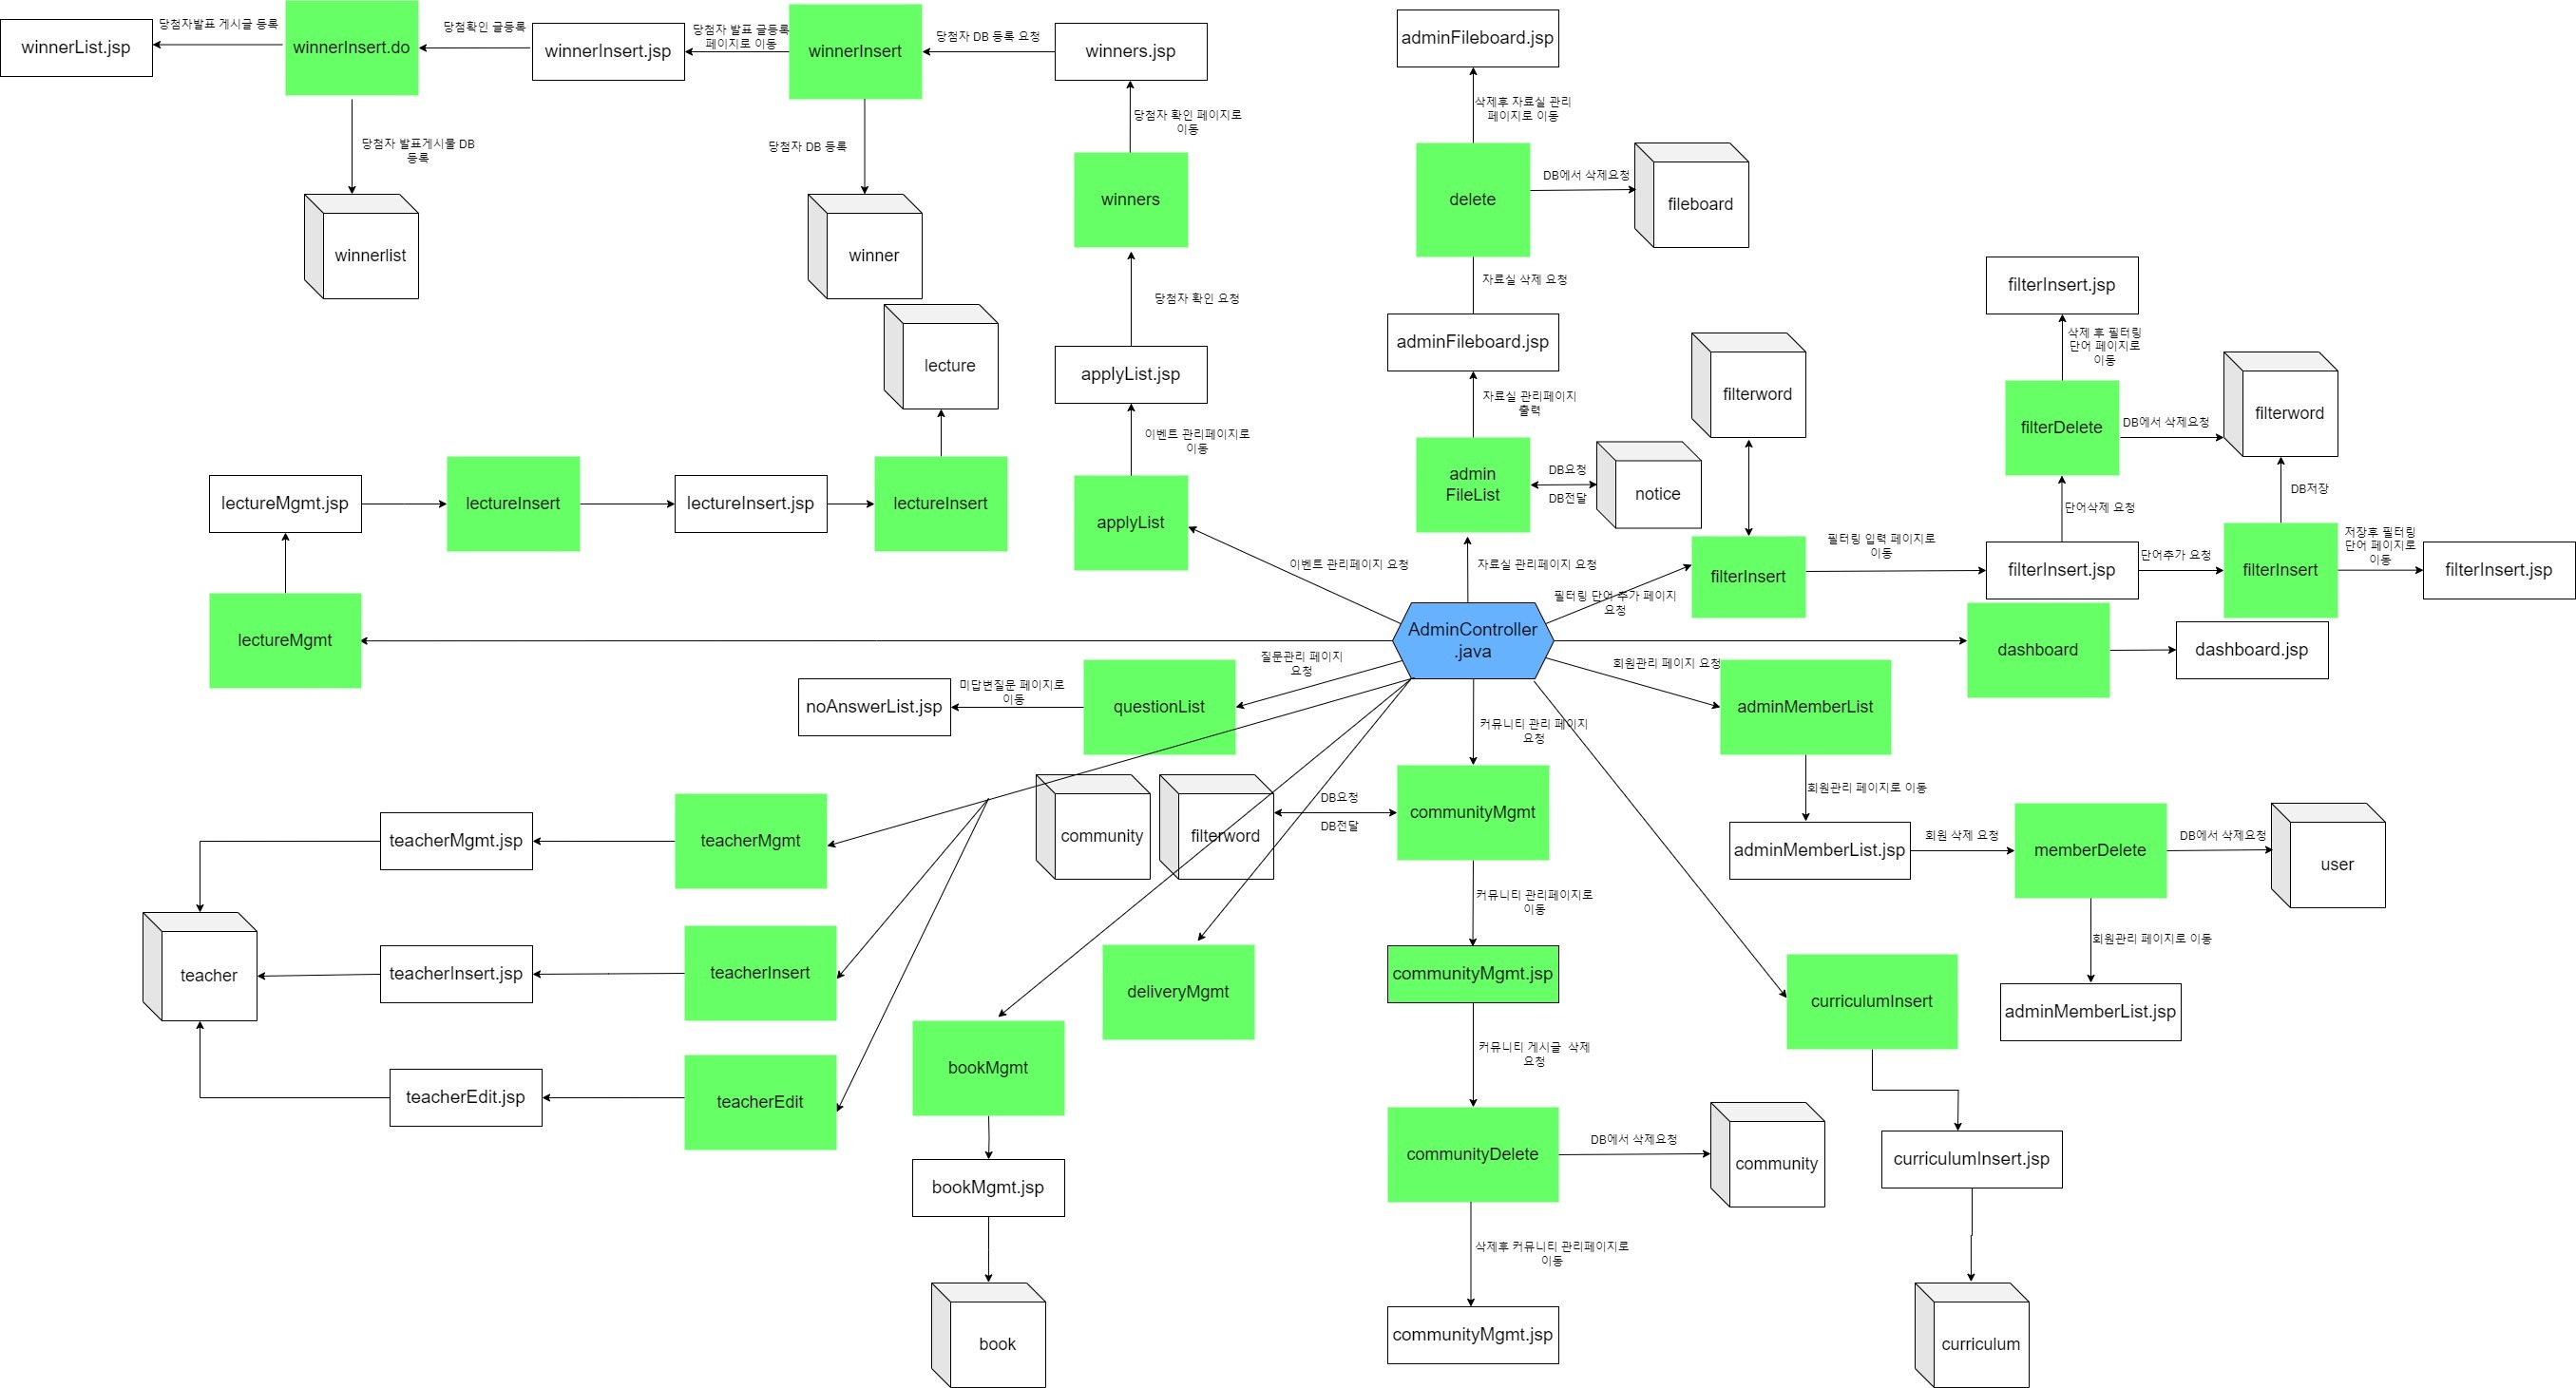 winnerList.jsp
당첨자발표 게시글 등록
winnerInsert.do
당첨확인 글등록
winnerInsert.jsp
당첨자 발표 글등록
페이지로 이동
winnerInsert
당첨자 DB 등록 요청
winners.jsp
당첨자 발표게시물 DB
등록
winnerlist
당첨자 DB 등록
winner
당첨자 확인 페이지로
이동
winners
당첨자 확인 요청
applyList.jsp
이벤트 관리페이지로
이동
applyList
이벤트 관리페이지 요청
adminFileboard.jsp
삭제후 자료실 관리
페이지로 이동
delete
DB에서 삭제요청
fileboard
자료실 삭제 요청
adminFileboard.jsp
자료실 관리페이지
출력
admin
FileList
DB요청
DB전달
notice
자료실 관리페이지 요청
filterword
filterInsert
필터링 단어 추가 페이지
요청
필터링 입력 페이지로
이동
filterInsert.jsp
삭제 후 필터링
단어 페이지로
이동
filterDelete
DB에서 삭제요청
filterword
단어삭제 요청
DB저장
filterInsert.jsp
단어추가 요청
filterInsert
저장후 필터링
단어 페이지로
이동
filterInsert.jsp
lecture
lectureMgmt.jsp
lectureInsert
lectureInsert.jsp
lectureInsert
lectureMgmt
AdminController
.java
dashboard
dashboard.jsp
질문관리 페이지
요청
questionList
미답변질문 페이지로
이동
noAnswerList.jsp
회원관리 페이지 요청
adminMemberList
회원관리 페이지로 이동
adminMemberList.jsp
회원 삭제 요청
memberDelete
DB에서 삭제요청
user
회원관리 페이지로 이동
adminMemberList.jsp
커뮤니티 관리 페이지
요청
communityMgmt
DB요청
DB전달
community
filterword
커뮤니티 관리페이지로
이동
communityMgmt.jsp
커뮤니티 게시글 삭제
요청
communityDelete
DB에서 삭제요청
community
삭제후 커뮤니티 관리페이지로
이동
communityMgmt.jsp
teacherMgmt.jsp
teacherMgmt
teacher
teacherInsert.jsp
teacherInsert
teacherEdit.jsp
teacherEdit
deliveryMgmt
bookMgmt
bookMgmt.jsp
book
curriculumInsert
curriculumInsert.jsp
curriculum